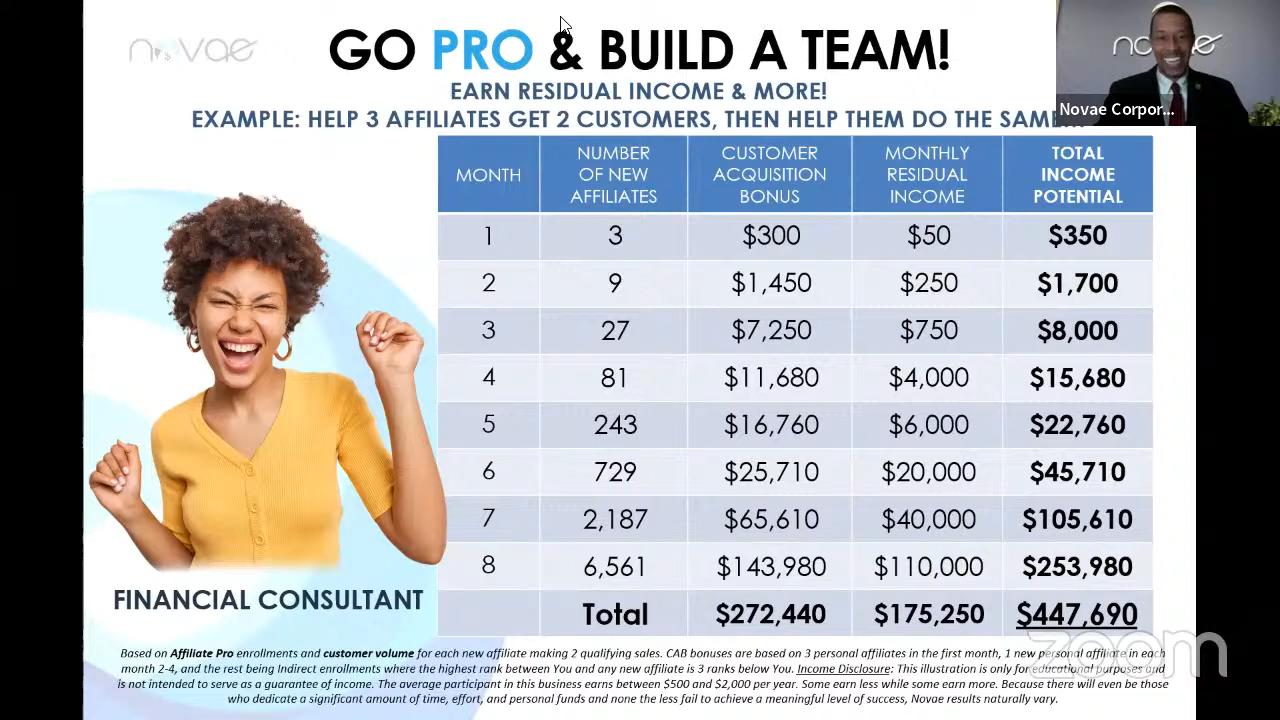 novae
GO PRO & BUILD A TEAM!
EARN RESIDUAL INCOME & MORE!
EXAMPLE: HELP 3 AFFILIATES GET 2 CUSTOMERS, THEN HELP THEM DO THE SAME
Novae Corpor...
MONTH NUMBER OF NEW AFFILIATES CUSTOMER ACQUISITION BONUS MONTHLY RESIDUAL INCOME TOTAL INCOME POTENTIAL
1 3 $300 $50 $350
2 9 $1,450 $250 $1,700
3 27 $7,250 $750 $8,000
4 81 $11,680 $4,000 $15,680
5 243 $16,760 $6,000 $22,760
6 729 $25,710 $20,000 $45,710
7 2,187 $65,610 $40,000 $105,610
8 6,561 $143,980 $110,000 $253,980
Total $272,440 $175,250 $447,690
FINANCIAL CONSULTANT
zoom
Based on Affiliate Pro enrollments and customer volume for each new affiliate making 2 qualifying sales. CAB bonuses are based on 3 personal affiliates in the first month, 1 new personal affiliate in each
month 2-4, and the rest being Indirect enrollments where the highest rank between You and any new affiliate is 3 ranks below You. Income Disclosure: This illustration is only for educational purposes and
is not intended to serve as a guarantee of income. The average participant in this business earns between $500 and $2,000 per year. Some earn less while some earn more. Because there will even be those
who dedicate a significant amount of time, effort, and personal funds and none the less fail to achieve a meaningful level of success, Novae results naturally vary.